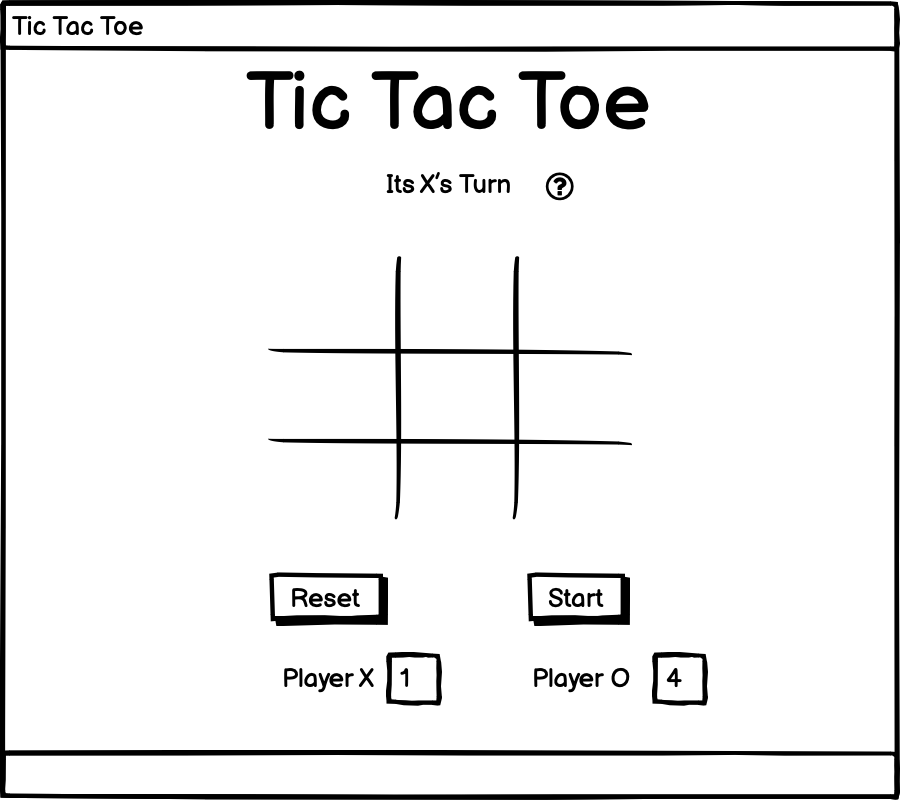 Tic Tac Toe
Tic Tac Toe
Its X's Turn ?
Reset Start
Player X 1 Player O 4